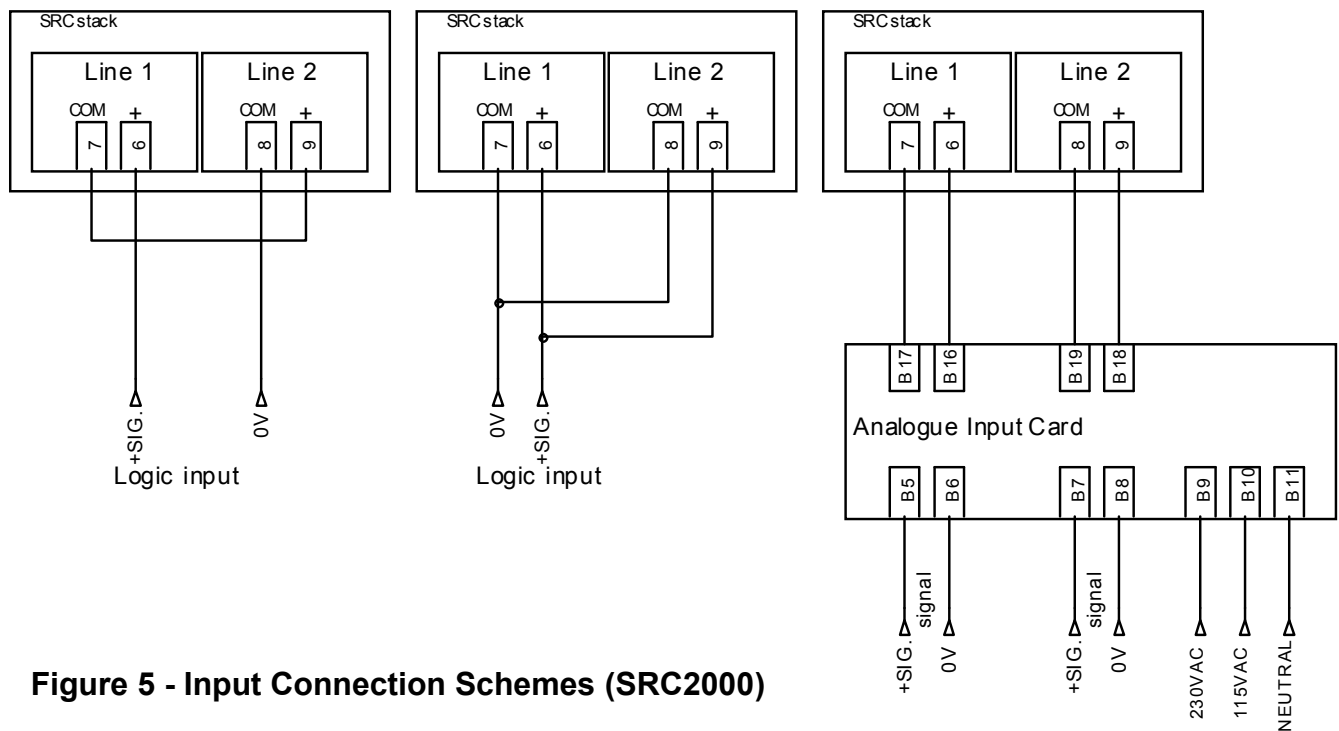 SRC stack
Line 1
Line 2
COM +
COM +
7
6
8
9
+SIG.
0V
Logic input
SRC stack
Line 1
Line 2
COM +
COM +
7
6
8
9
0V
+SIG.
Logic input
SRC stack
Line 1
Line 2
COM +
COM +
7
6
8
9
B17
B16
B19
B18
Analogue Input Card
B5
B6
B7
B8
B9
B10
B11
+SIG.
signal
0V
+SIG.
signal
0V
230VAC
115VAC
NEUTRAL
Figure 5 - Input Connection Schemes (SRC2000)